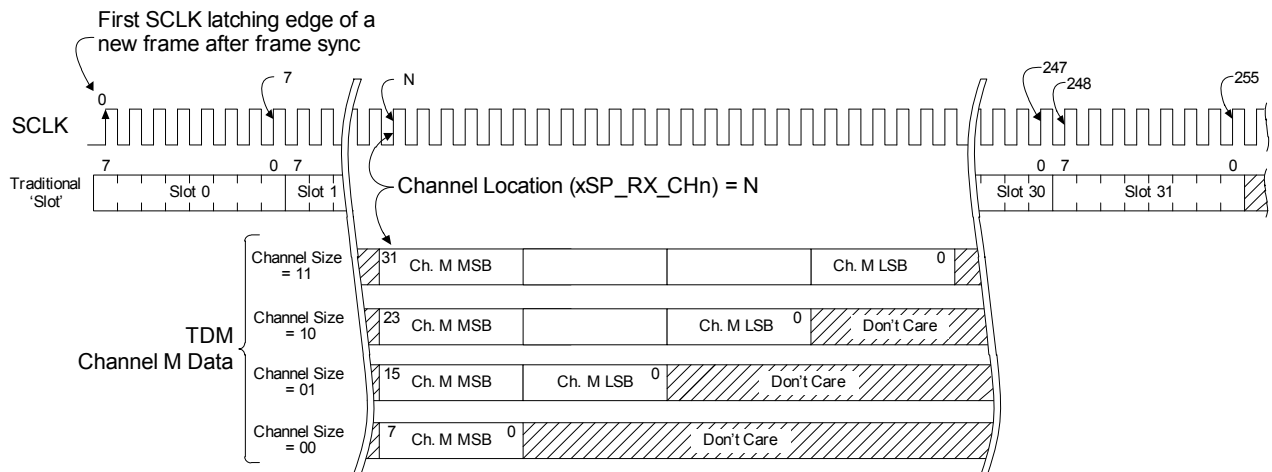 First SCLK latching edge of a
new frame after frame sync
0
7
N
247
248
255
SCLK
7 0 7 0 7 0
Traditional
'Slot'
Slot 0
Slot 1
Slot 30
Slot 31
Channel Location (xSP_RX_CHn) = N
TDM
Channel M Data
Channel Size
= 11
31 Ch. M MSB Ch. M LSB 0
Channel Size
= 10
23 Ch. M MSB Ch. M LSB 0 Don't Care
Channel Size
= 01
15 Ch. M MSB Ch. M LSB 0 Don't Care
Channel Size
= 00
7 Ch. M MSB 0 Don't Care